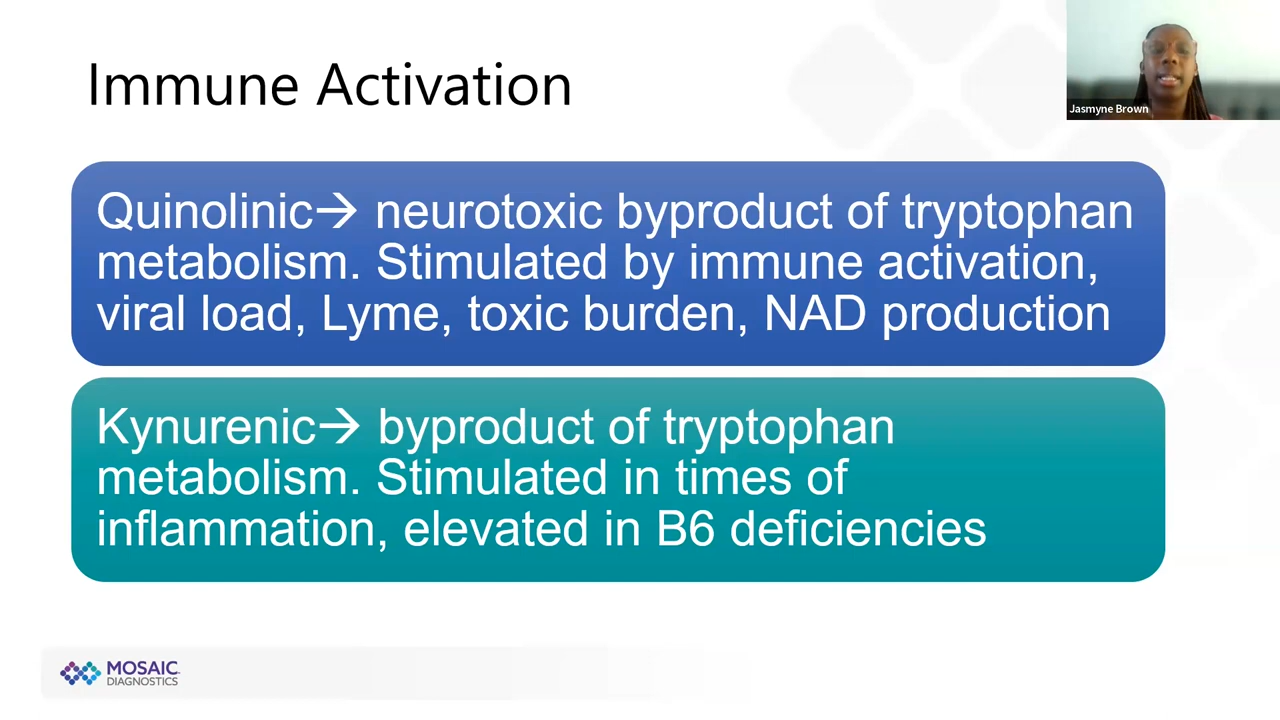 Immune Activation
Jasmyne Brown
Quinolinic→ neurotoxic byproduct of tryptophan
metabolism. Stimulated by immune activation,
viral load, Lyme, toxic burden, NAD production
Kynurenic→ byproduct of tryptophan
metabolism. Stimulated in times of
inflammation, elevated in B6 deficiencies
MOSAIC
DIAGNOSTICS